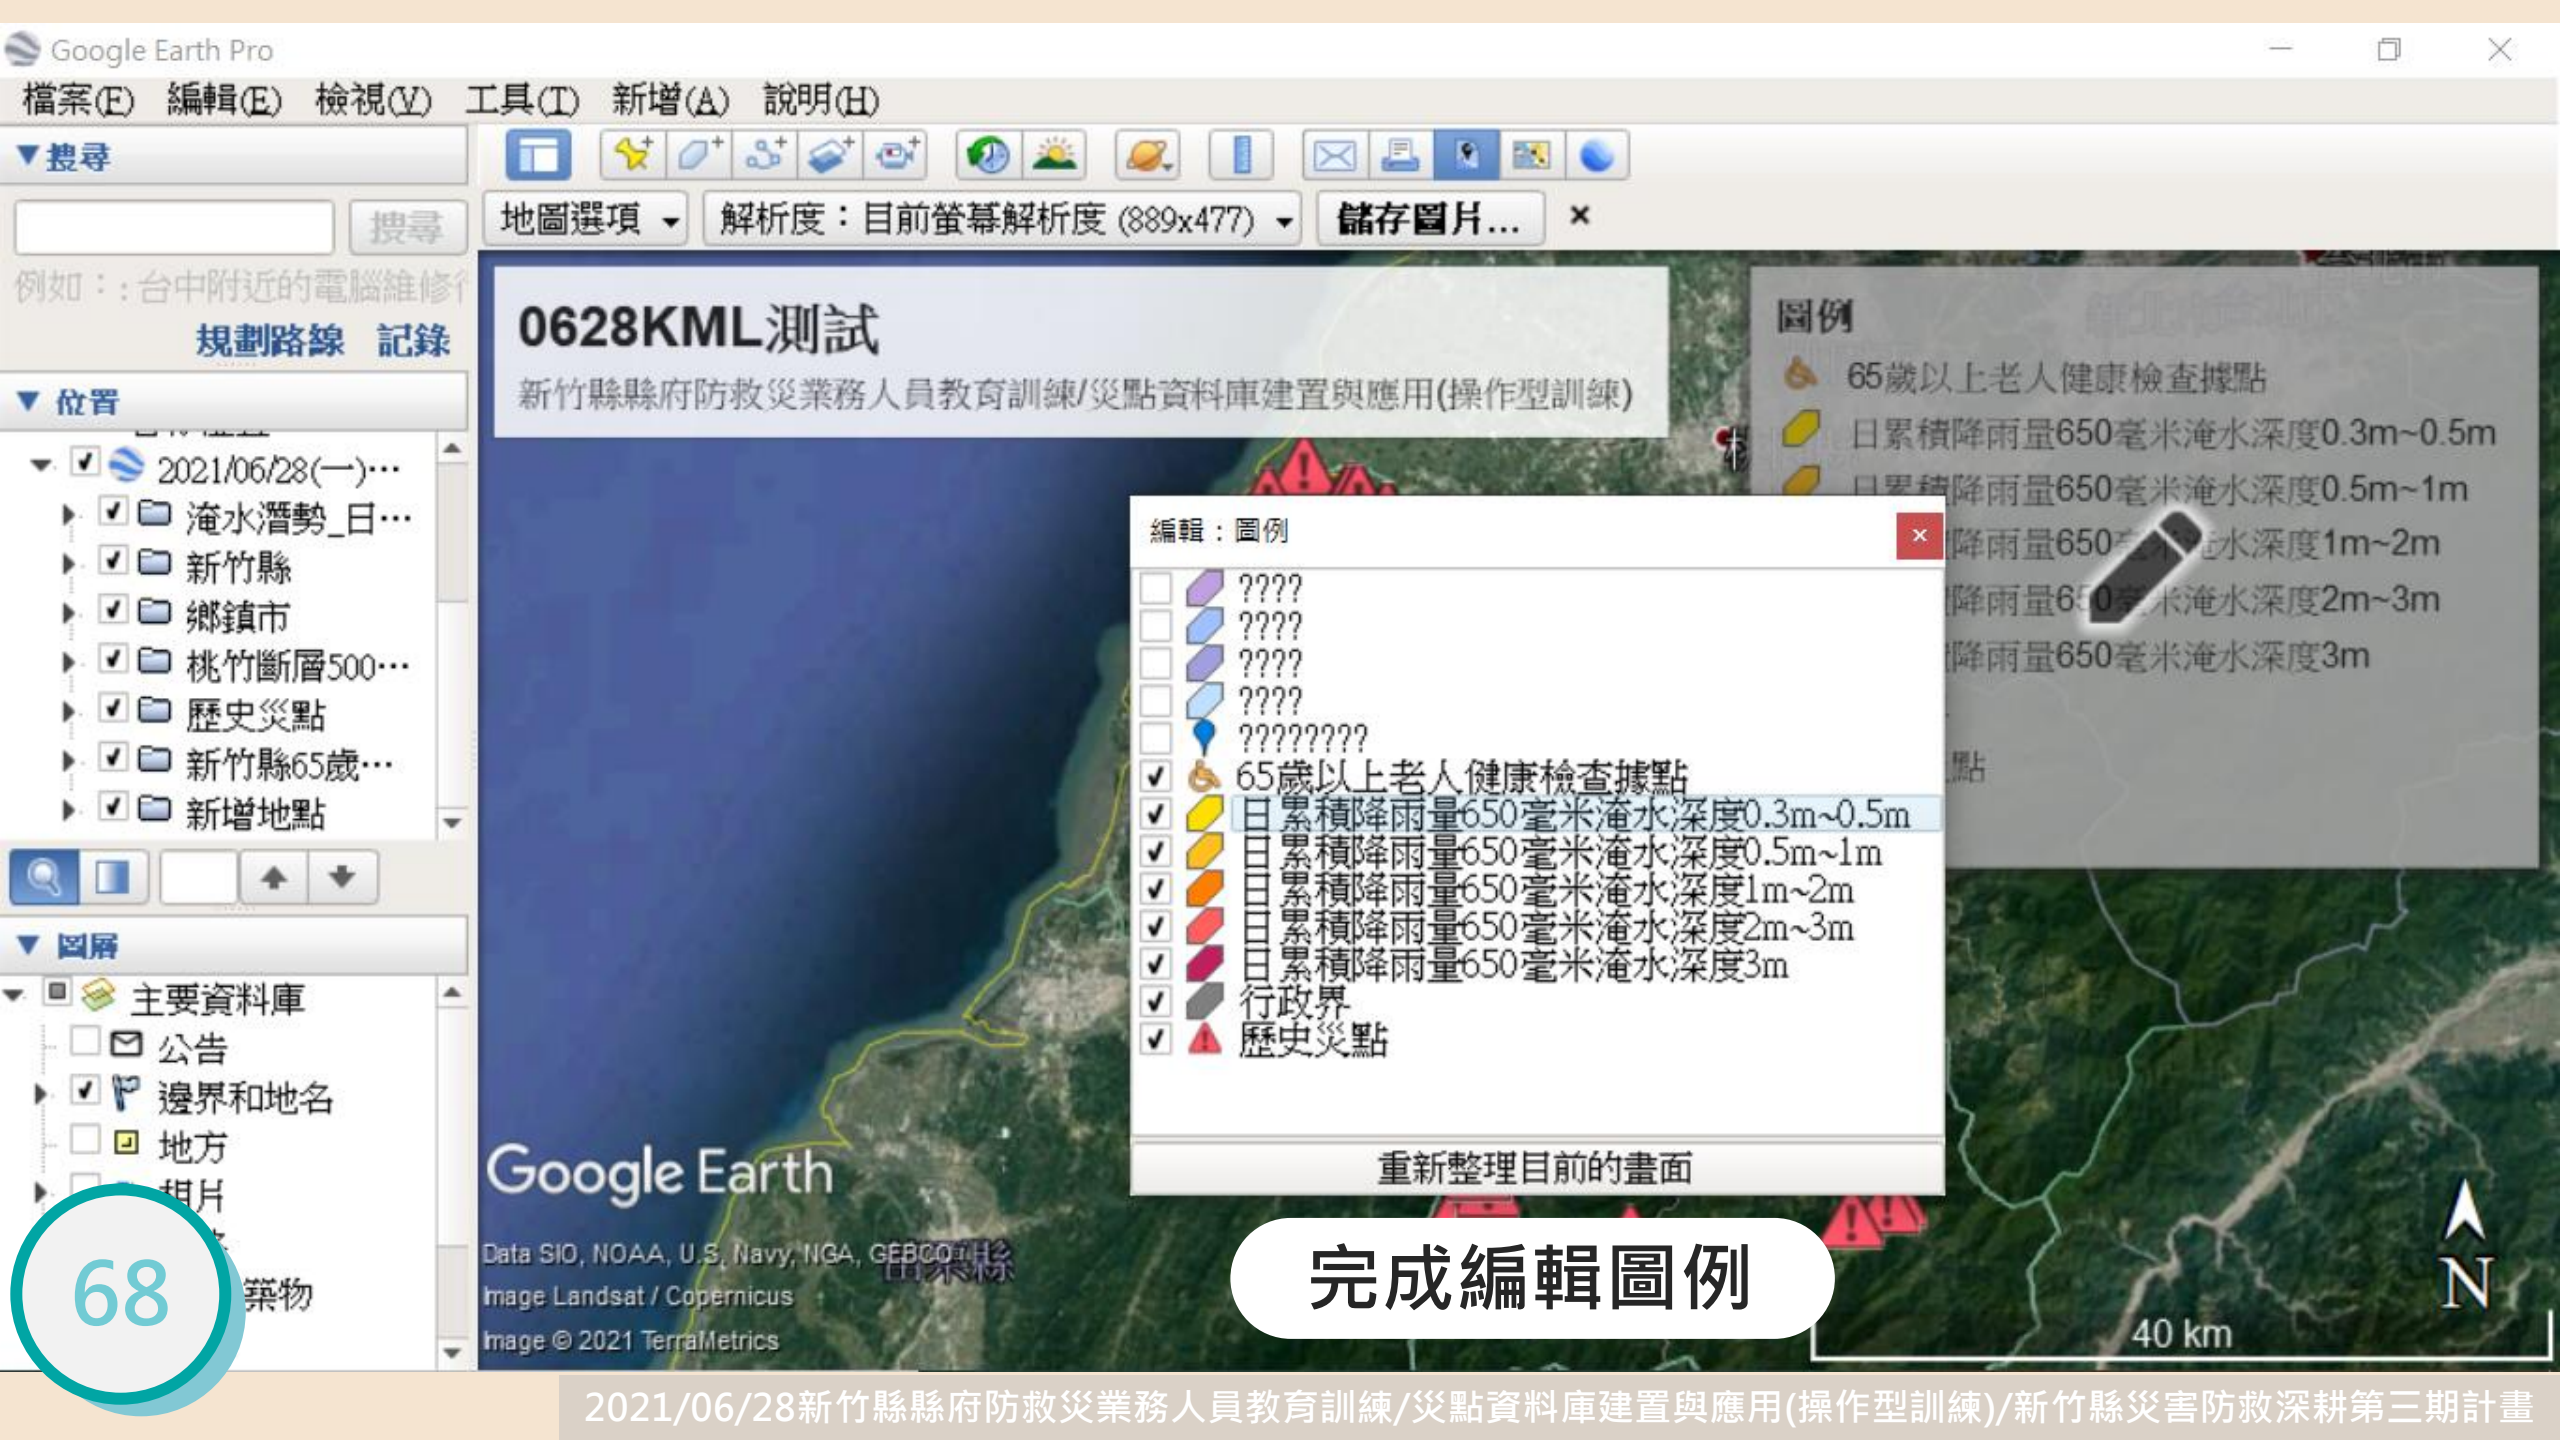 Google Earth Pro
檔案(F) 編輯(E) 檢視(V) 工具(T) 新增(A) 說明(H)
搜尋
搜尋
例如：: 台中附近的電腦維修
規劃路線 記錄
位置
2021/06/28(一)…
淹水潛勢_日…
新竹縣
鄉鎮市
桃竹斷層500…
歷史災點
新竹縣65歲…
新增地點
圖層
主要資料庫
公告
邊界和地名
地方
相片
築物
68
地圖選項
解析度：目前螢幕解析度 (889x477)
儲存圖片...
0628KML測試
新竹縣縣府防救災業務人員教育訓練/災點資料庫建置與應用(操作型訓練)
圖例
65歲以上老人健康檢查據點
日累積降雨量650毫米淹水深度0.3m~0.5m
日累積降雨量650毫米淹水深度0.5m~1m
降雨量650毫米淹水深度1m~2m
降雨量650毫米淹水深度2m~3m
降雨量650毫米淹水深度3m
點
編輯：圖例
????
????
????
????
????????
65歲以上老人健康檢查據點
日累積降雨量650毫米淹水深度0.3m~0.5m
日累積降雨量650毫米淹水深度0.5m~1m
日累積降雨量650毫米淹水深度1m~2m
日累積降雨量650毫米淹水深度2m~3m
日累積降雨量650毫米淹水深度3m
行政界
歷史災點
重新整理目前的畫面
Google Earth
Data SIO, NOAA, U.S. Navy, NGA, GEBCO
苗栗縣
Image Landsat / Copernicus
Image © 2021 TerraMetrics
完成編輯圖例
N
40 km
2021/06/28新竹縣縣府防救災業務人員教育訓練/災點資料庫建置與應用(操作型訓練)/新竹縣災害防救深耕第三期計畫